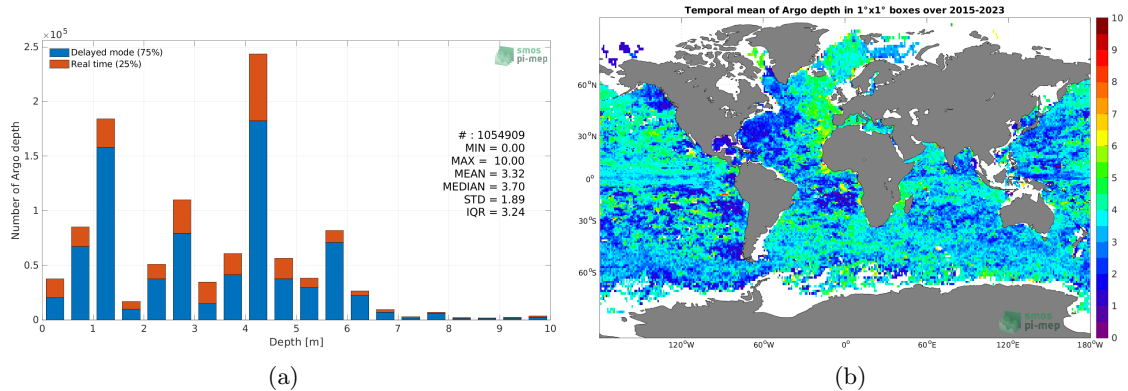 Delayed mode (75%)
Real time (25%)
smos
pi-mep
×10⁵
2.5
2
1.5
1
0.5
0
Number of Argo depth
# : 1054909
MIN = 0.00
MAX = 10.00
MEAN = 3.32
MEDIAN = 3.70
STD = 1.89
IQR = 3.24
0 1 2 3 4 5 6 7 8 9 10
Depth [m]
(a)
Temporal mean of Argo depth in 1°x1° boxes over 2015-2023
60°N
30°N
0°
30°S
60°S
120°W 60°W 0° 60°E 120°E 180°W
smos
pi-mep
10
9
8
7
6
5
4
3
2
1
0
(b)